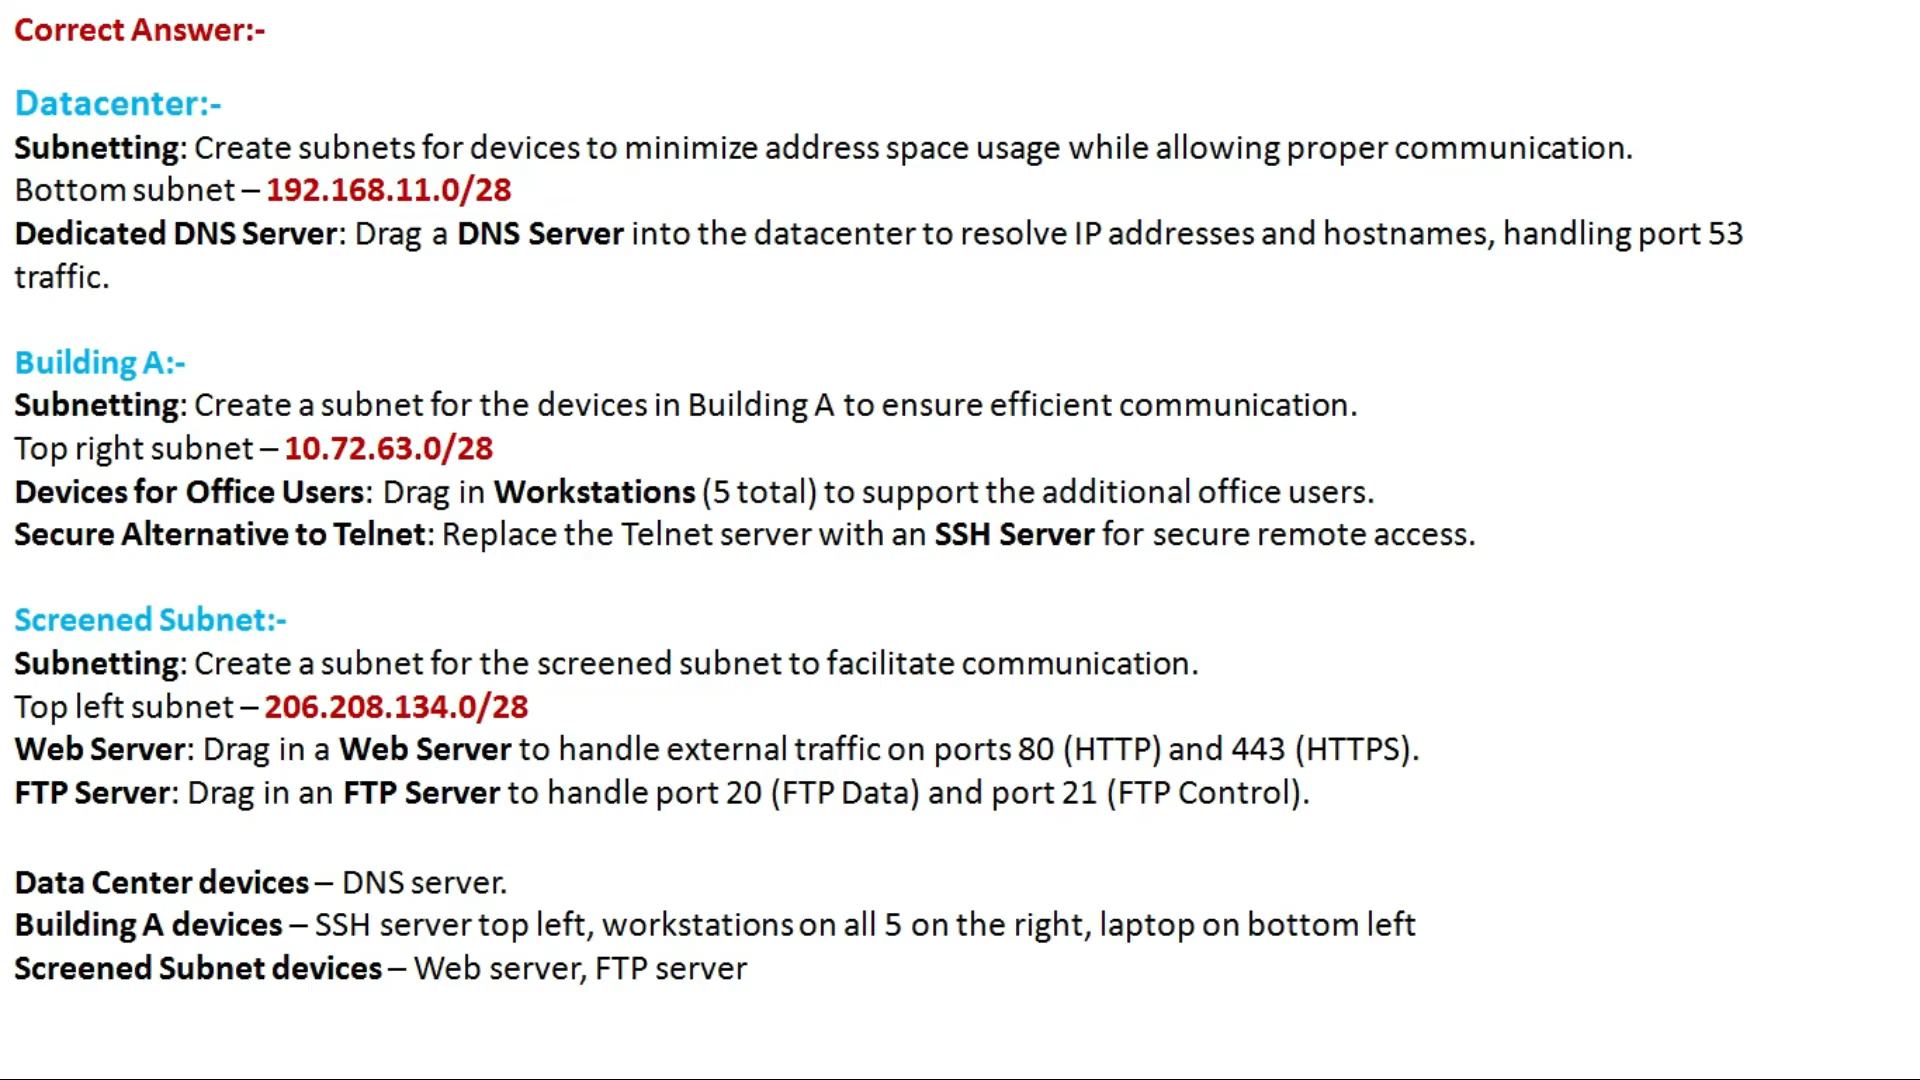 Correct Answer:-
Datacenter:-
Subnetting: Create subnets for devices to minimize address space usage while allowing proper communication.
Bottom subnet – 192.168.11.0/28
Dedicated DNS Server: Drag a DNS Server into the datacenter to resolve IP addresses and hostnames, handling port 53
traffic.
Building A:-
Subnetting: Create a subnet for the devices in Building A to ensure efficient communication.
Top right subnet – 10.72.63.0/28
Devices for Office Users: Drag in Workstations (5 total) to support the additional office users.
Secure Alternative to Telnet: Replace the Telnet server with an SSH Server for secure remote access.
Screened Subnet:-
Subnetting: Create a subnet for the screened subnet to facilitate communication.
Top left subnet – 206.208.134.0/28
Web Server: Drag in a Web Server to handle external traffic on ports 80 (HTTP) and 443 (HTTPS).
FTP Server: Drag in an FTP Server to handle port 20 (FTP Data) and port 21 (FTP Control).
Data Center devices – DNS server.
Building A devices – SSH server top left, workstations on all 5 on the right, laptop on bottom left
Screened Subnet devices – Web server, FTP server